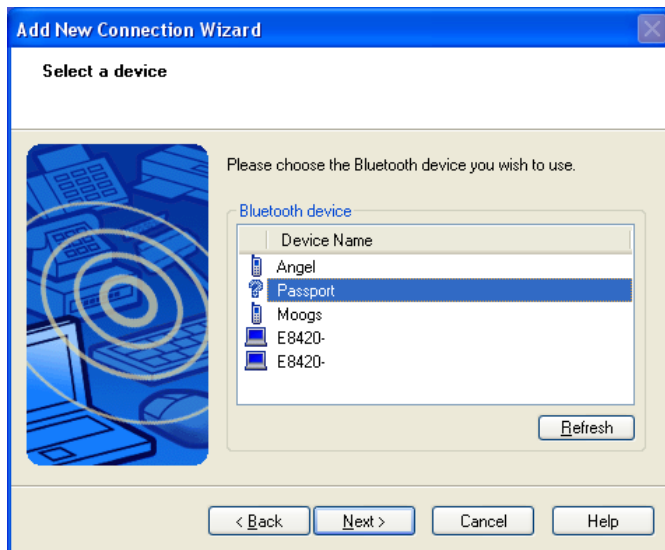 Add New Connection Wizard
Select a device
Please choose the Bluetooth device you wish to use.
Bluetooth device
Device Name
Angel
Passport
Moogs
E8420-
E8420-
Refresh
< Back Next > Cancel Help